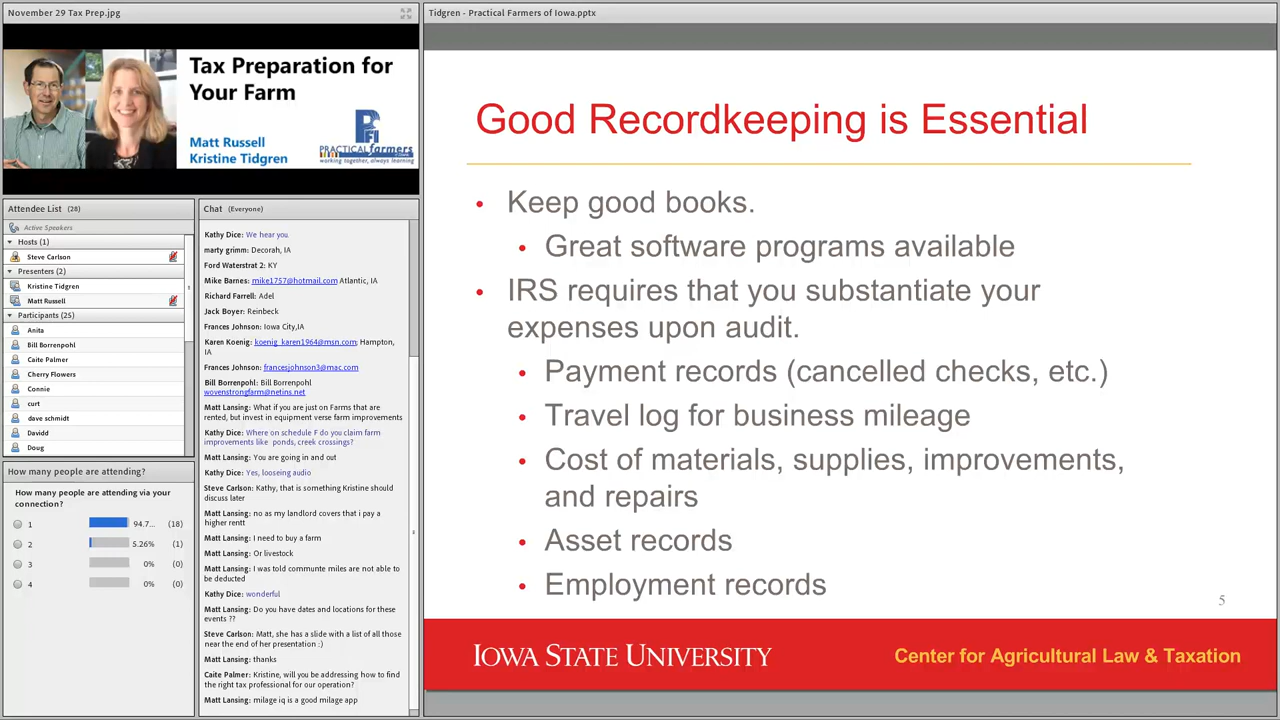 November 29 Tax Prep.jpg
Tax Preparation for
Your Farm
Matt Russell
Kristine Tidgren
PFI
PRACTICAL farmers
working together, always learning
Attendee List (28)
Active Speakers
Hosts (1)
Steve Carlson
Presenters (2)
Kristine Tidgren
Matt Russell
Participants (25)
Anita
Bill Borrenpohl
Caite Palmer
Cherry Flowers
Connie
curt
dave schmidt
Davidd
Doug
How many people are attending?
How many people are attending via your
connection?
1 94.7... (18)
2 5.26% (1)
3 0% (0)
4 0% (0)
Chat (Everyone)
Kathy Dice: We hear you.
marty grimm: Decorah, IA
Ford Waterstrat 2: KY
Mike Barnes: mike1757@hotmail.com Atlantic, IA
Richard Farrell: Adel
Jack Boyer: Reinbeck
Frances Johnson: Iowa City,IA
Karen Koenig: koenig_karen1964@msn.com; Hampton,
IA
Frances Johnson: francesjohnson3@mac.com
Bill Borrenpohl: Bill Borrenpohl
wovenstrongfarm@netins.net
Matt Lansing: What if you are just on Farms that are
rented, but invest in equipment verse farm improvements
Kathy Dice: Where on schedule F do you claim farm
improvements like ponds, creek crossings?
Matt Lansing: You are going in and out
Kathy Dice: Yes, looseing audio
Steve Carlson: Kathy, that is something Kristine should
discuss later
Matt Lansing: no as my landlord covers that i pay a
higher rentt
Matt Lansing: I need to buy a farm
Matt Lansing: Or livestock
Matt Lansing: I was told communte miles are not able to
be deducted
Kathy Dice: wonderful
Matt Lansing: Do you have dates and locations for these
events ??
Steve Carlson: Matt, she has a slide with a list of all those
near the end of her presentation :)
Matt Lansing: thanks
Caite Palmer: Kristine, will you be addressing how to find
the right tax professional for our operation?
Matt Lansing: milage iq is a good milage app
Tidgren - Practical Farmers of Iowa.pptx
Good Recordkeeping is Essential
• Keep good books.
• Great software programs available
• IRS requires that you substantiate your
expenses upon audit.
• Payment records (cancelled checks, etc.)
• Travel log for business mileage
• Cost of materials, supplies, improvements,
and repairs
• Asset records
• Employment records
5
IOWA STATE UNIVERSITY
Center for Agricultural Law & Taxation